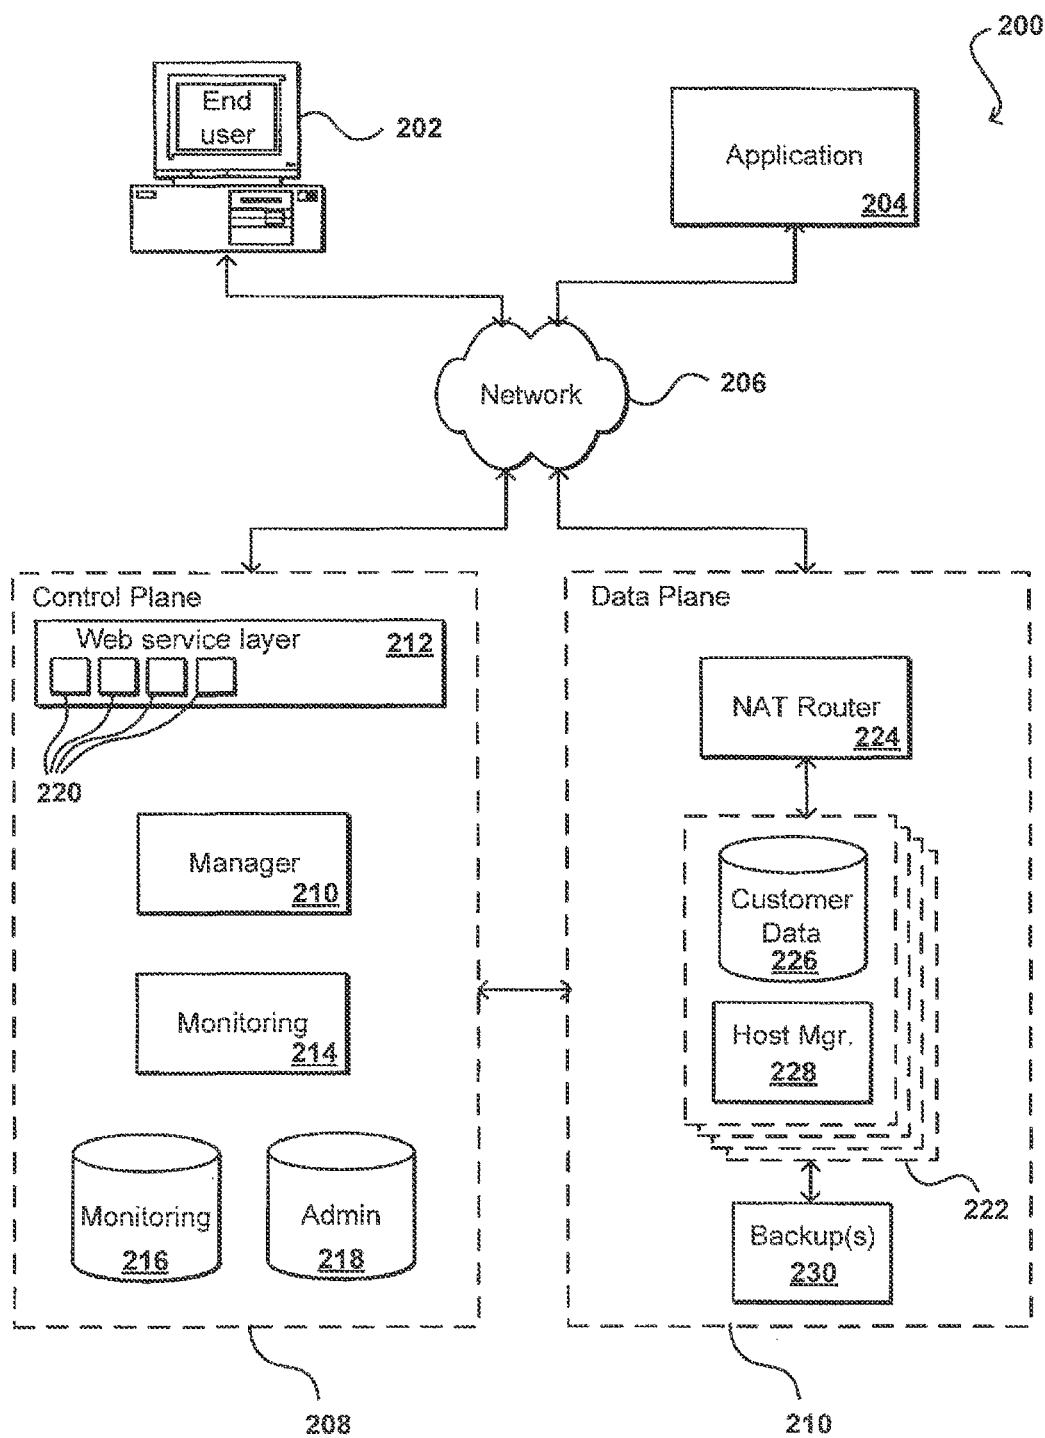 200
End
user
202
Application
204
Network
206
Control Plane
Web service layer
212
220
Manager
210
Monitoring
214
Monitoring
216
Admin
218
208
Data Plane
NAT Router
224
Customer
Data
226
Host Mgr.
228
222
Backup(s)
230
210